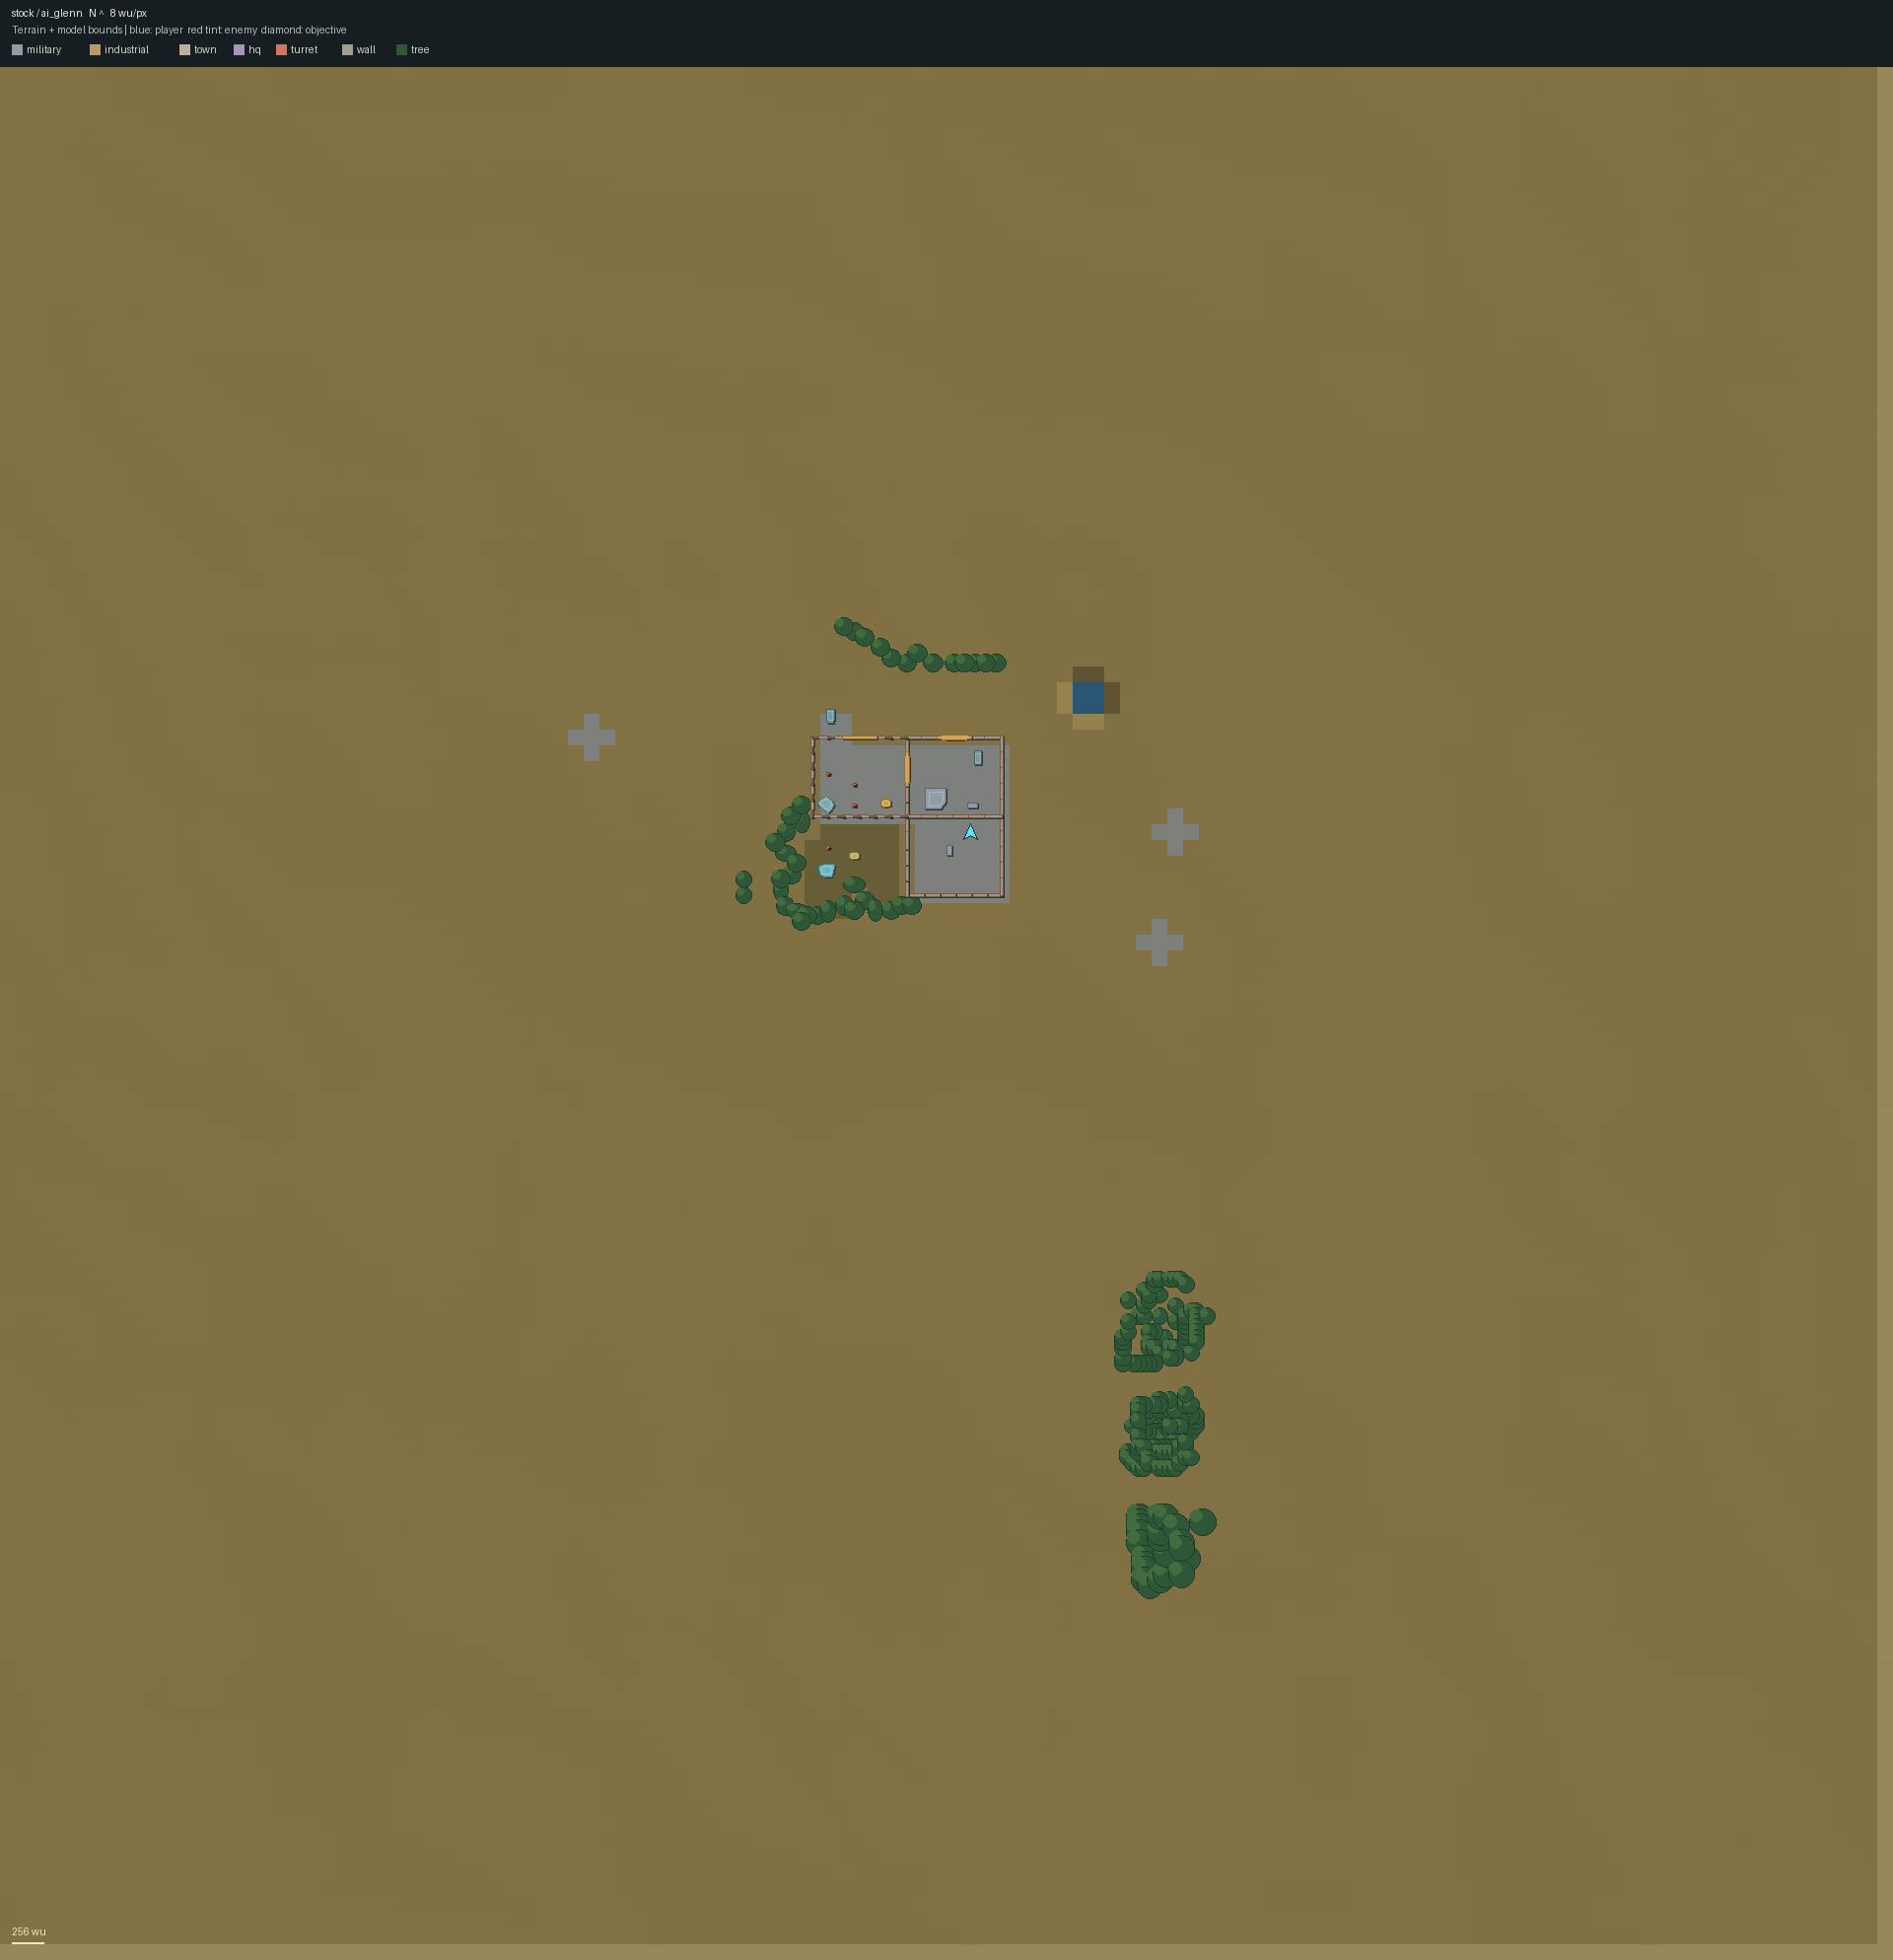 stock / ai_glenn N ^ 8 wu/px
Terrain + model bounds | blue: player red tint: enemy diamond: objective
military industrial town hq turret wall tree
256 wu